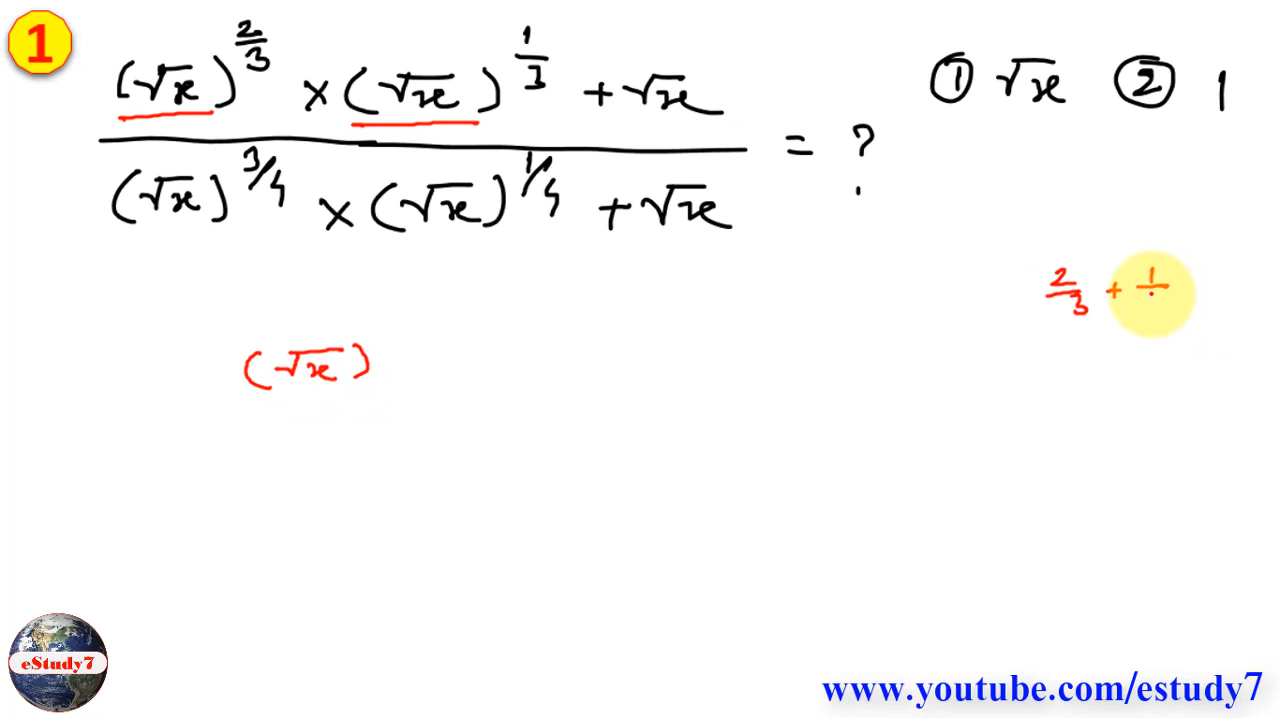 1
(√x)^(2/3) × (√x)^(1/3) + √x
(√x)^(3/4) × (√x)^(1/4) + √x
= ?
① √x ② 1
2/3 + 1/
(√x)
eStudy7
www.youtube.com/estudy7